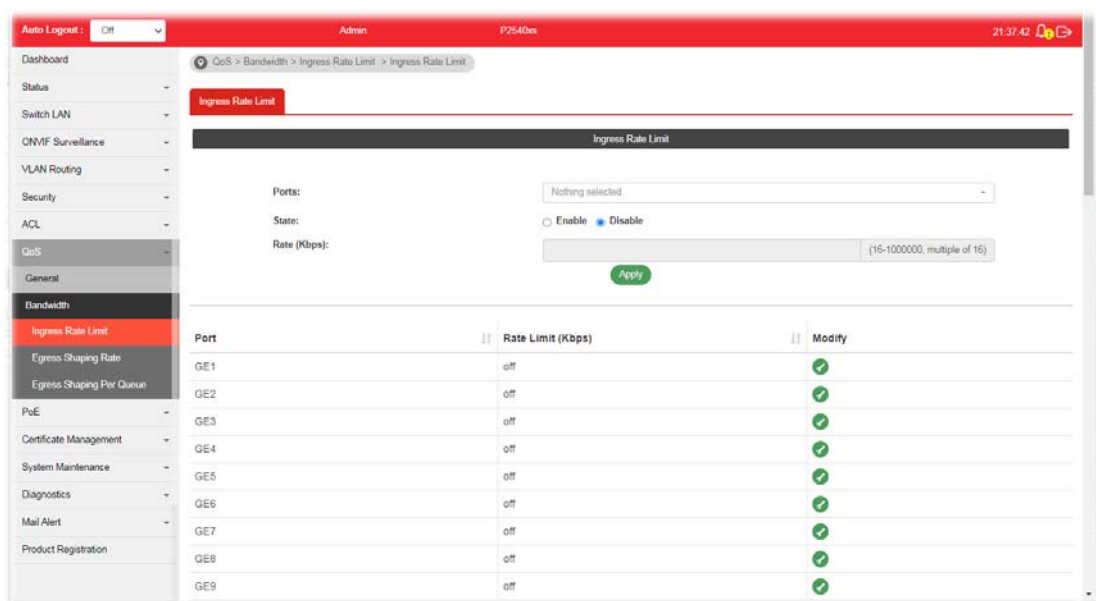 Auto Logout : Off Admin P2540xs 21:37:42
Dashboard
Status
Switch LAN
ONVIF Surveillance
VLAN Routing
Security
ACL
QoS
General
Bandwidth
Ingress Rate Limit
Egress Shaping Rate
Egress Shaping Per Queue
PoE
Certificate Management
System Maintenance
Diagnostics
Mail Alert
Product Registration
QoS > Bandwidth > Ingress Rate Limit > Ingress Rate Limit
Ingress Rate Limit
Ingress Rate Limit
Ports: Nothing selected
State: Enable Disable
Rate (Kbps): (16-1000000, multiple of 16)
Apply
Port Rate Limit (Kbps) Modify
GE1 off
GE2 off
GE3 off
GE4 off
GE5 off
GE6 off
GE7 off
GE8 off
GE9 off